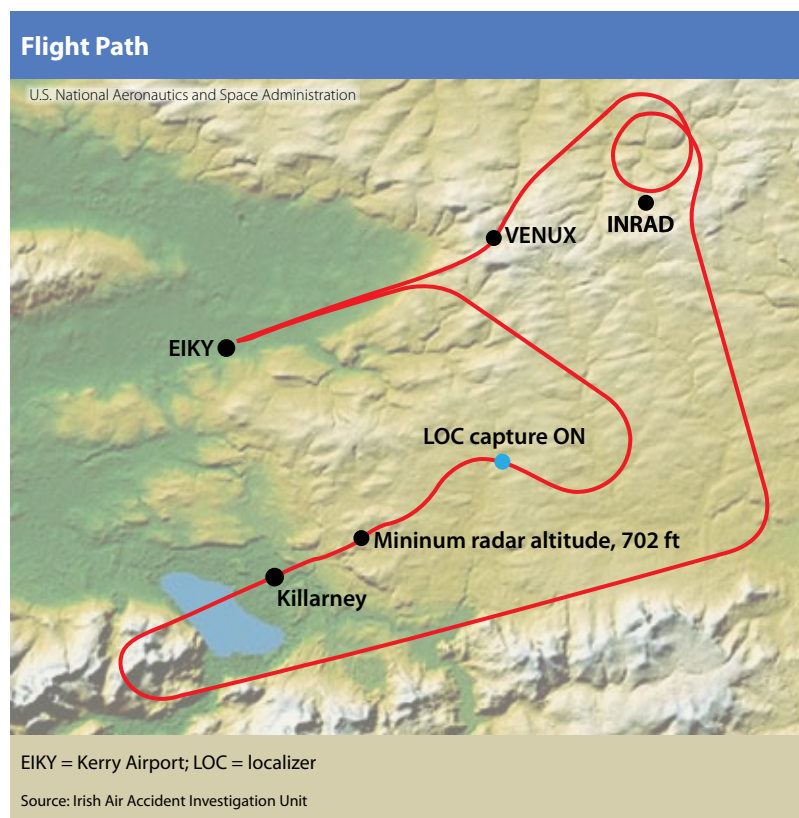 Flight Path
U.S. National Aeronautics and Space Administration
VENUX
INRAD
EIKY
LOC capture ON
Mininum radar altitude, 702 ft
Killarney
EIKY = Kerry Airport; LOC = localizer
Source: Irish Air Accident Investigation Unit